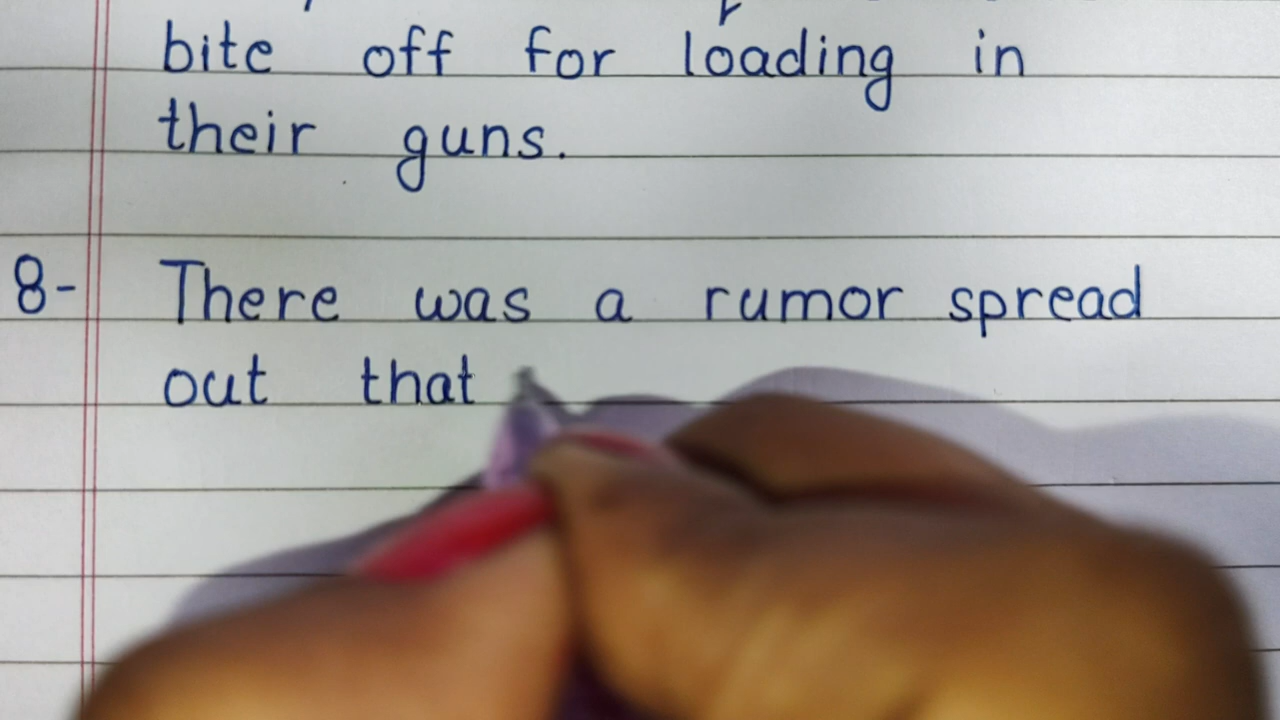 bite off for loading in
their guns.
8- There was a rumor spread
out that